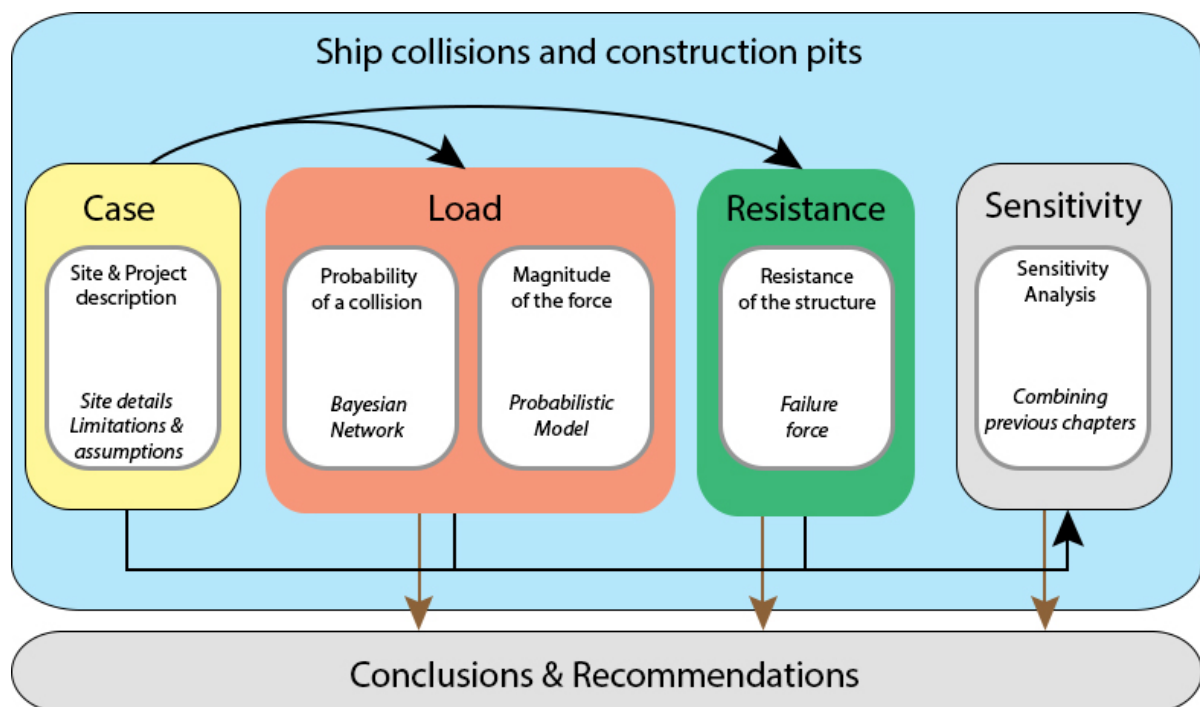 Ship collisions and construction pits
Case
Site & Project
description
Site details
Limitations &
assumptions
Load
Probability
of a collision
Bayesian
Network
Magnitude
of the force
Probabilistic
Model
Resistance
Resistance
of the structure
Failure
force
Sensitivity
Sensitivity
Analysis
Combining
previous chapters
Conclusions & Recommendations